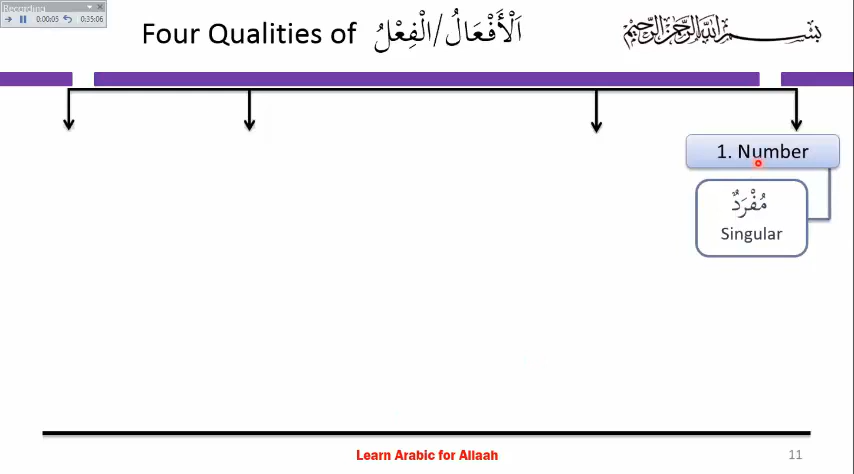 Recording
0:00:05 0:35:06
Four Qualities of اَلْأَفْعَالُ/الْفِعْلُ
بِسْمِ اللهِ الرَّحْمٰنِ الرَّحِيْمِ
1. Number
مُفْرَدٌ
Singular
Learn Arabic for Allaah
11